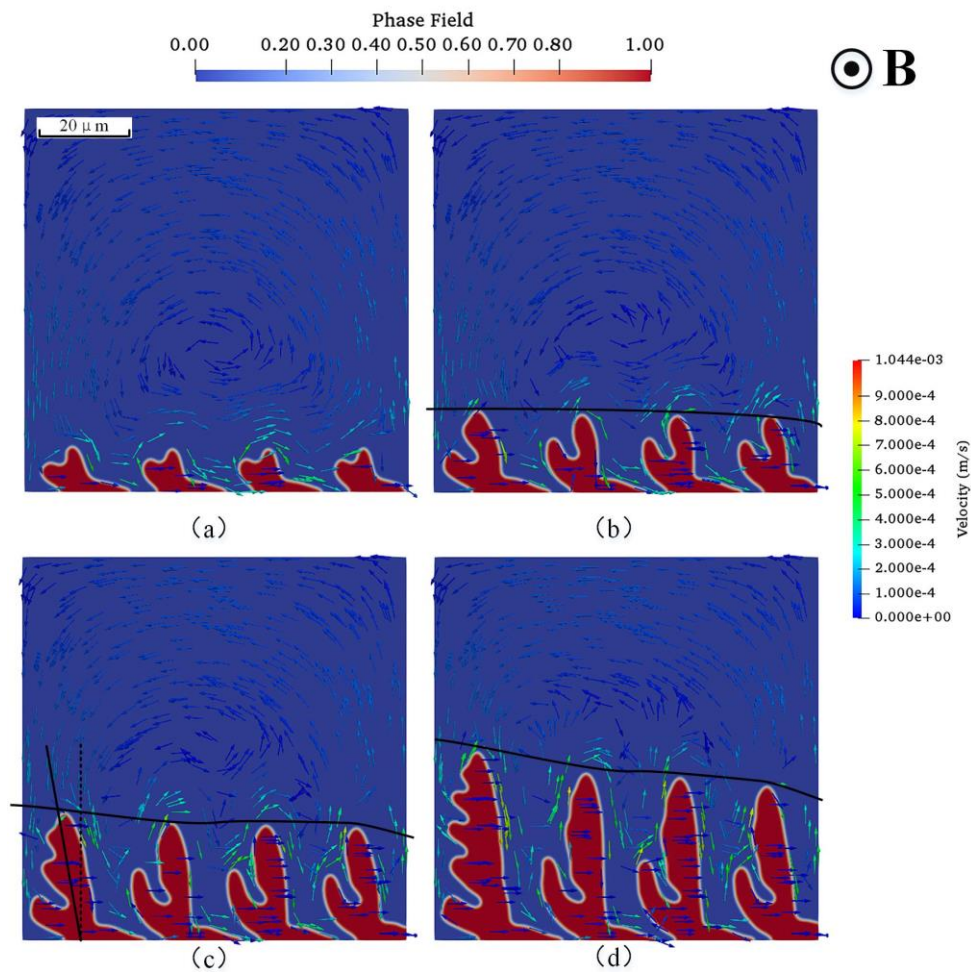 Phase Field
0.00 0.20 0.30 0.40 0.50 0.60 0.70 0.80 1.00
B
20 μm
(a)
(b)
1.044e-03
9.000e-4
8.000e-4
7.000e-4
6.000e-4
5.000e-4
4.000e-4
3.000e-4
2.000e-4
1.000e-4
0.000e+00
Velocity (m/s)
(c)
(d)